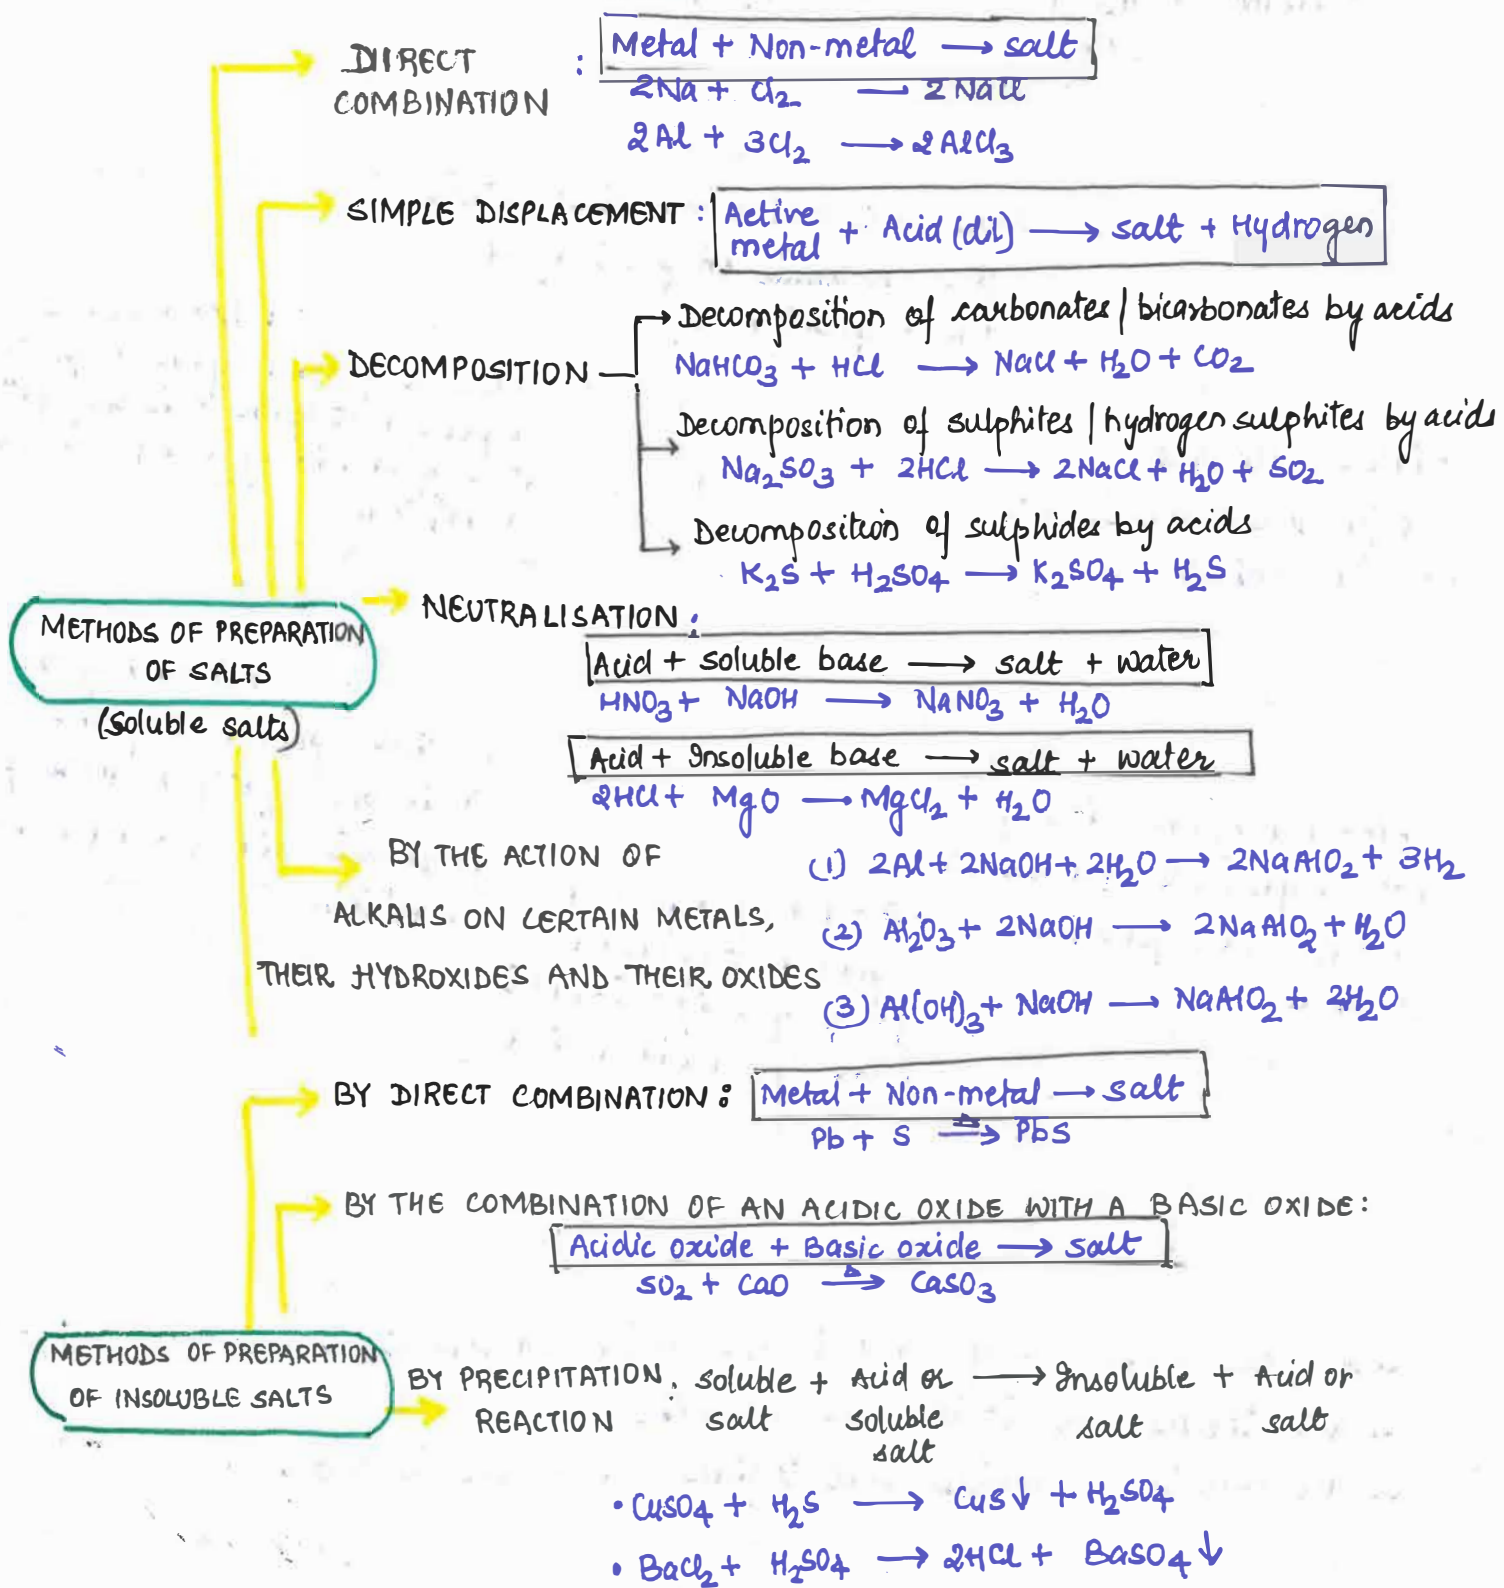 DIRECT : Metal + Non-metal → salt
COMBINATION
2Na + Cl₂ → 2NaCl
2Al + 3Cl₂ → 2AlCl₃
SIMPLE DISPLACEMENT : Active metal + Acid (dil) → salt + Hydrogen
Decomposition of carbonates | bicarbonates by acids
DECOMPOSITION
NaHCO₃ + HCl → NaCl + H₂O + CO₂
Decomposition of sulphites | hydrogen sulphites by acids
Na₂SO₃ + 2HCl → 2NaCl + H₂O + SO₂
Decomposition of sulphides by acids
K₂S + H₂SO₄ → K₂SO₄ + H₂S
NEUTRALISATION :
METHODS OF PREPARATION
OF SALTS
(soluble salts)
Acid + soluble base → salt + water
HNO₃ + NaOH → NaNO₃ + H₂O
Acid + Insoluble base → salt + water
2HCl + MgO → MgCl₂ + H₂O
BY THE ACTION OF
ALKALIS ON CERTAIN METALS,
THEIR HYDROXIDES AND THEIR OXIDES
(1) 2Al + 2NaOH + 2H₂O → 2NaAlO₂ + 3H₂
(2) Al₂O₃ + 2NaOH → 2NaAlO₂ + H₂O
(3) Al(OH)₃ + NaOH → NaAlO₂ + 2H₂O
BY DIRECT COMBINATION : Metal + Non-metal → salt
Pb + S △→ PbS
BY THE COMBINATION OF AN ACIDIC OXIDE WITH A BASIC OXIDE :
Acidic oxide + Basic oxide → salt
SO₂ + CaO △→ CaSO₃
METHODS OF PREPARATION
OF INSOLUBLE SALTS
BY PRECIPITATION. soluble + Acid or → Insoluble + Acid or
REACTION salt soluble salt salt
salt
• CuSO₄ + H₂S → CuS↓ + H₂SO₄
• BaCl₂ + H₂SO₄ → 2HCl + BaSO₄↓